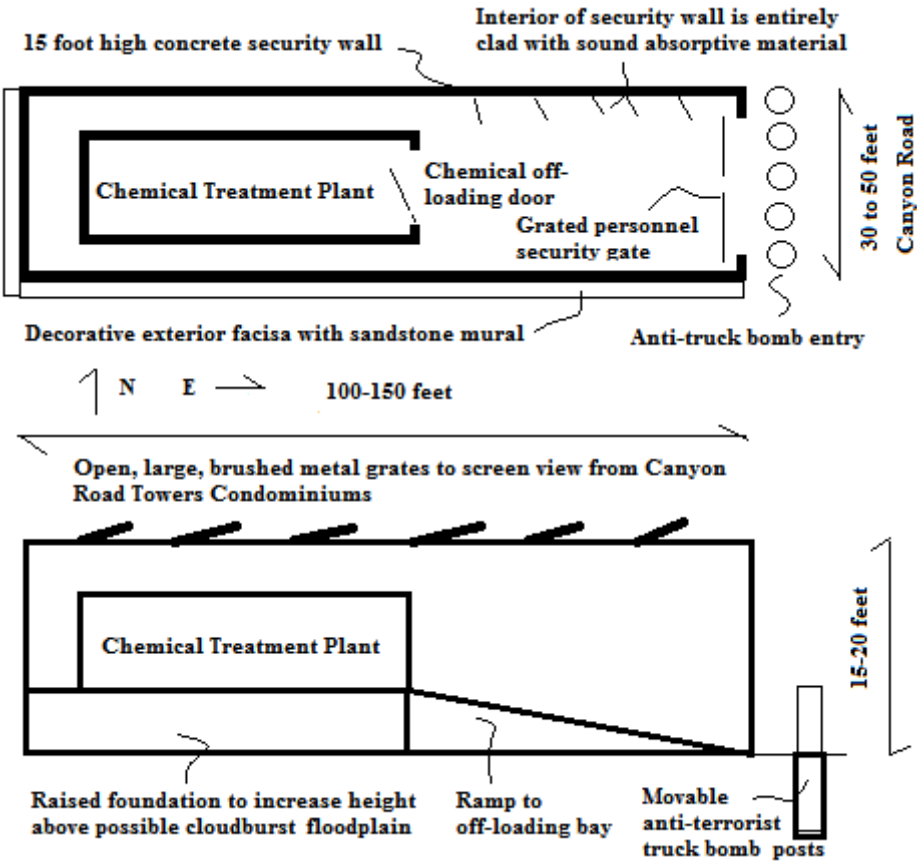 Interior of security wall is entirely
clad with sound absorptive material
15 foot high concrete security wall
Chemical Treatment Plant
Chemical off-
loading door
Grated personnel
security gate
30 to 50 feet
Canyon Road
Decorative exterior facisa with sandstone mural
Anti-truck bomb entry
N E
100-150 feet
Open, large, brushed metal grates to screen view from Canyon
Road Towers Condominiums
Chemical Treatment Plant
15-20 feet
Raised foundation to increase height
above possible cloudburst floodplain
Ramp to
off-loading bay
Movable
anti-terrorist
truck bomb posts